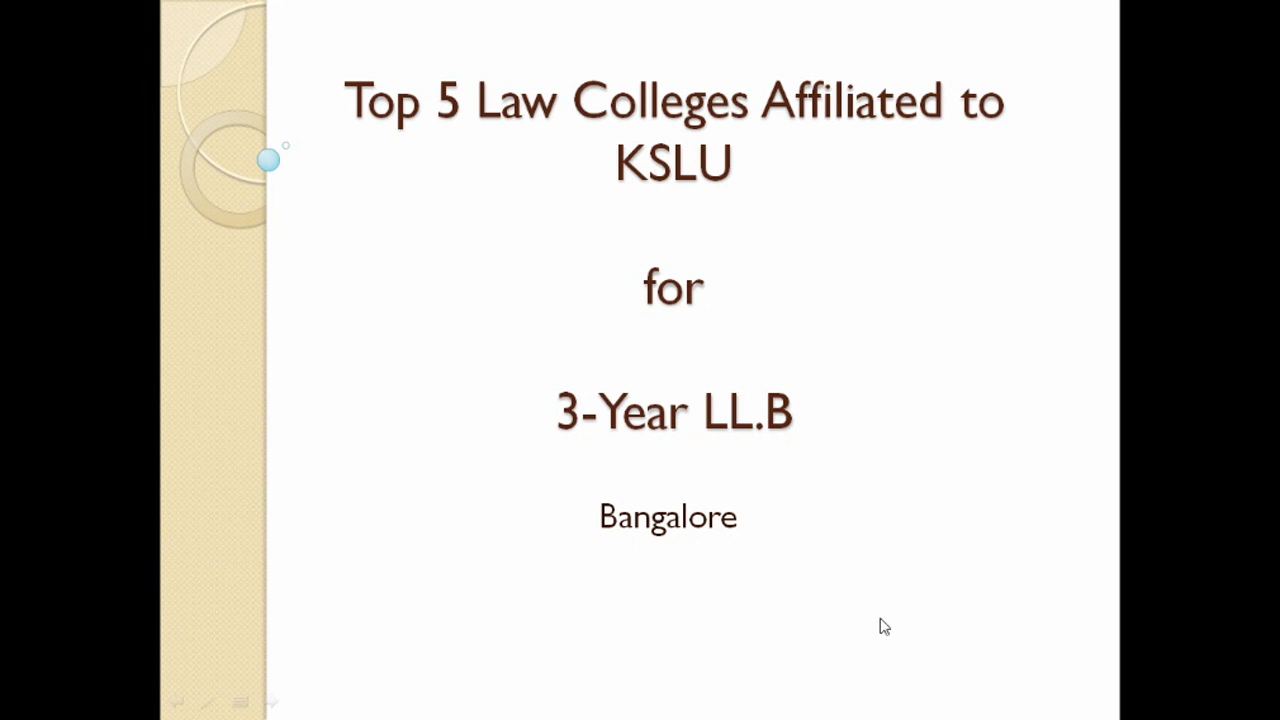 Top 5 Law Colleges Affiliated to
KSLU
for
3-Year LL.B
Bangalore